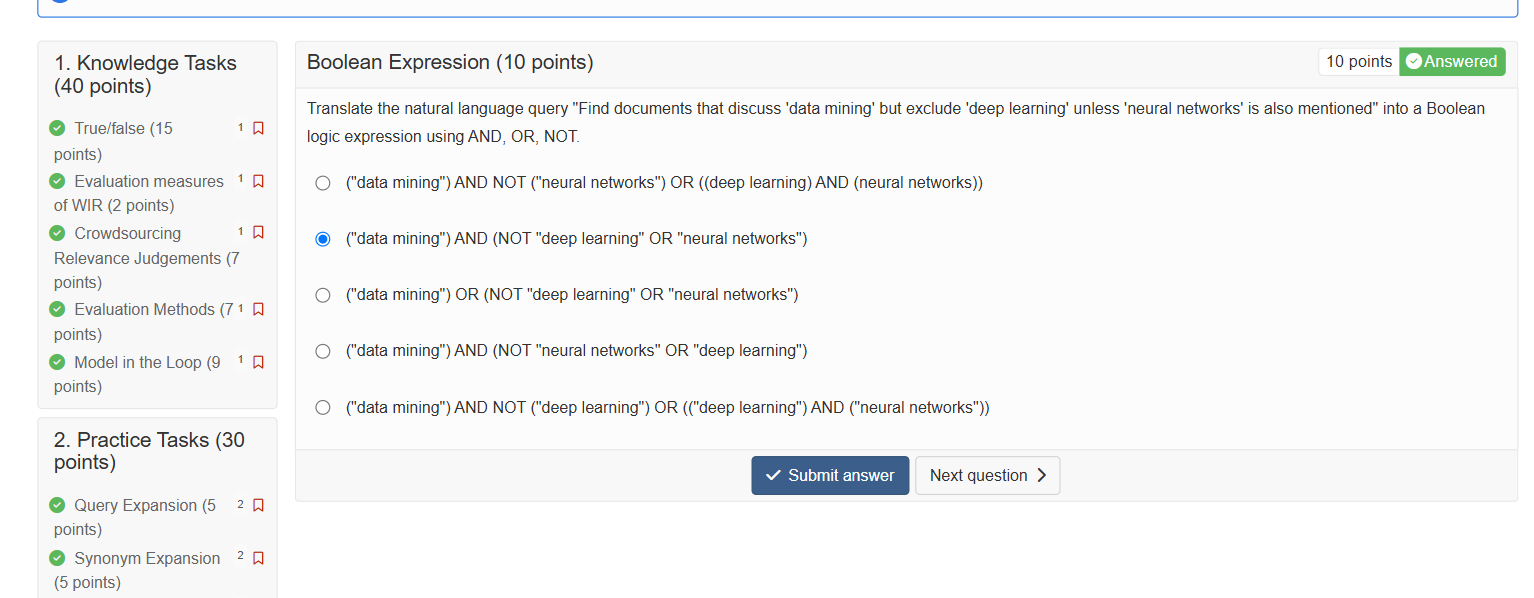 1. Knowledge Tasks
(40 points)
True/false (15 1
points)
Evaluation measures 1
of WIR (2 points)
Crowdsourcing 1
Relevance Judgements (7
points)
Evaluation Methods (7 1
points)
Model in the Loop (9 1
points)
2. Practice Tasks (30
points)
Query Expansion (5 2
points)
Synonym Expansion 2
(5 points)
Boolean Expression (10 points)
10 points Answered
Translate the natural language query "Find documents that discuss 'data mining' but exclude 'deep learning' unless 'neural networks' is also mentioned" into a Boolean
logic expression using AND, OR, NOT.
("data mining") AND NOT ("neural networks") OR ((deep learning) AND (neural networks))
("data mining") AND (NOT "deep learning" OR "neural networks")
("data mining") OR (NOT "deep learning" OR "neural networks")
("data mining") AND (NOT "neural networks" OR "deep learning")
("data mining") AND NOT ("deep learning") OR (("deep learning") AND ("neural networks"))
Submit answer
Next question